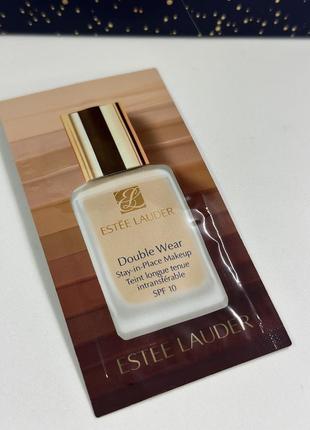 ESTĒE LAUDER
Double Wear
Stay-in-Place Makeup
Teint longue tenue
intransférable
SPF 10
ESTĒE LAUDER